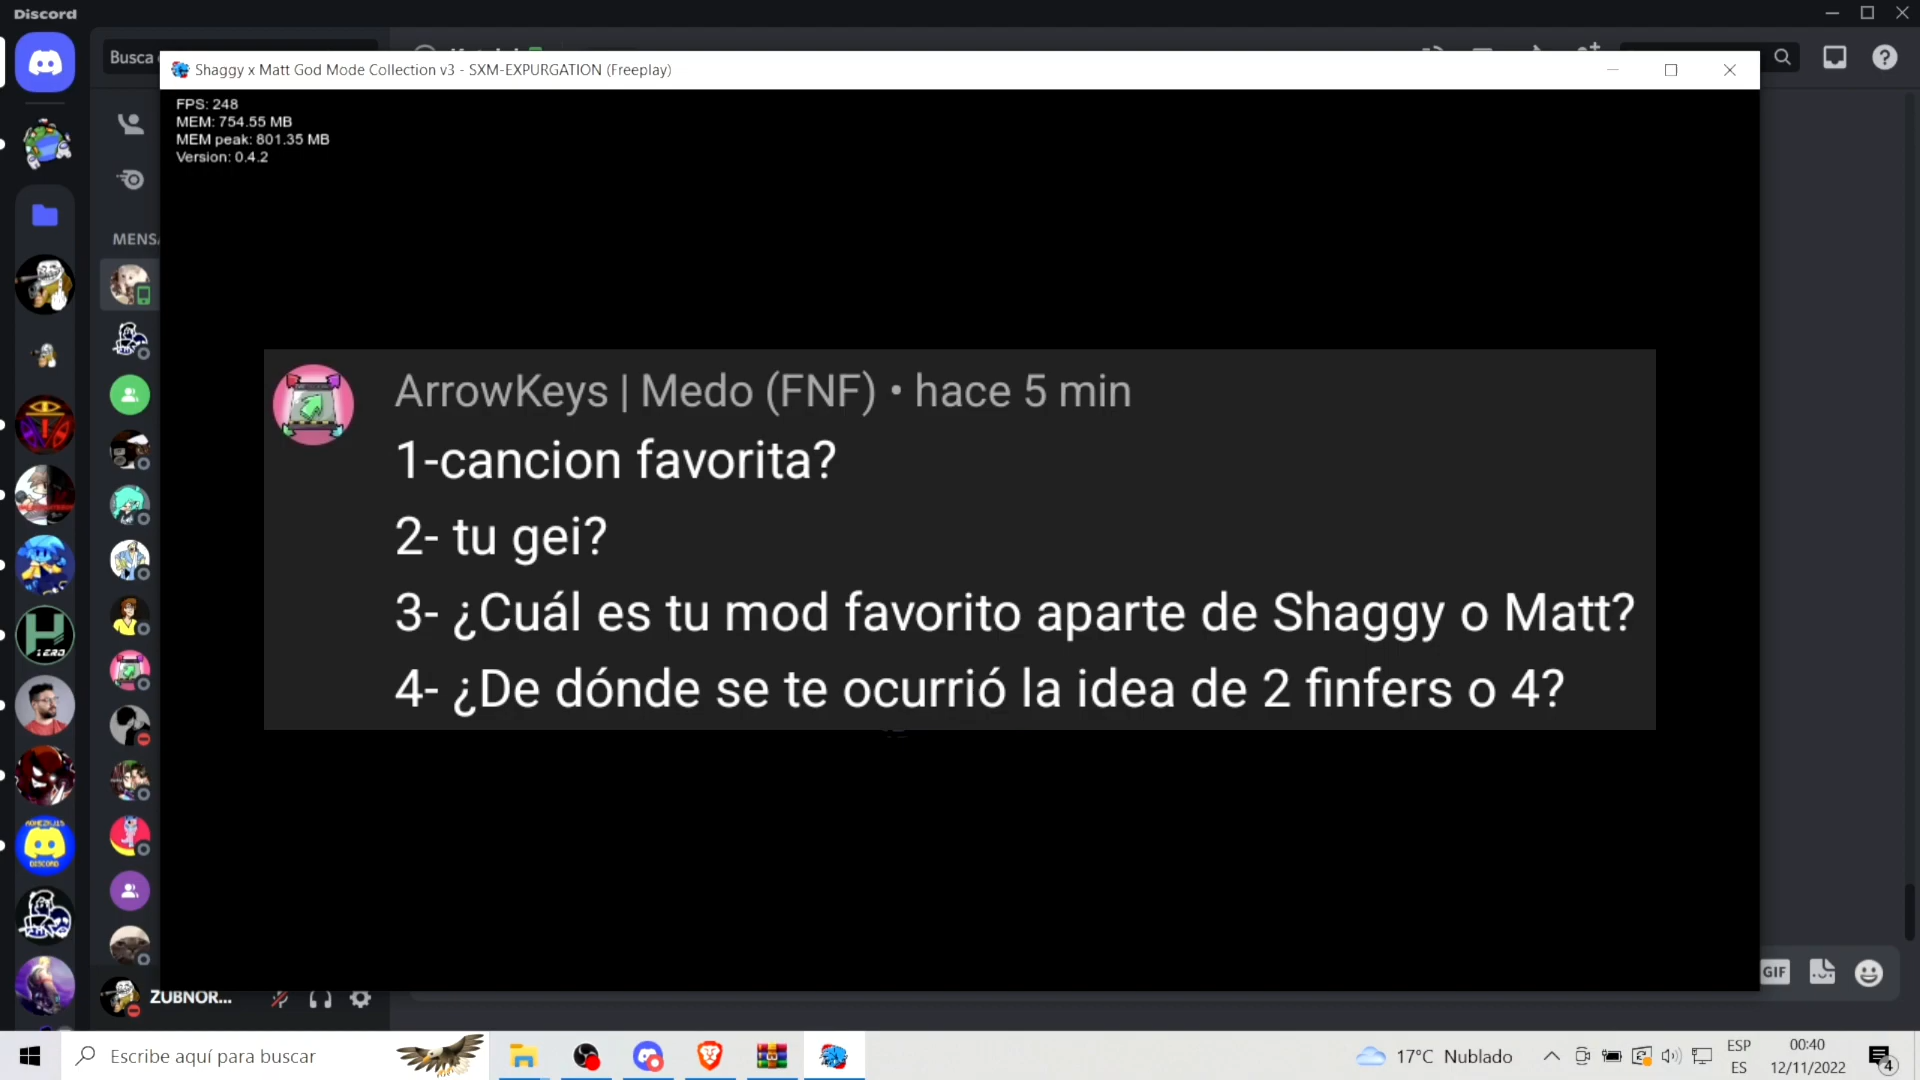 Discord
Busca
Shaggy x Matt God Mode Collection v3 - SXM-EXPURGATION (Freeplay)
FPS: 248
MEM: 754.55 MB
MEM peak: 801.35 MB
Version: 0.4.2
MENSA
ArrowKeys | Medo (FNF) • hace 5 min
1-cancion favorita?
2- tu gei?
3- ¿Cuál es tu mod favorito aparte de Shaggy o Matt?
4- ¿De dónde se te ocurrió la idea de 2 finfers o 4?
DISCORD
GIF
ZUBNOR...
Escribe aquí para buscar
17°C Nublado
ESP
ES
00:40
12/11/2022
4